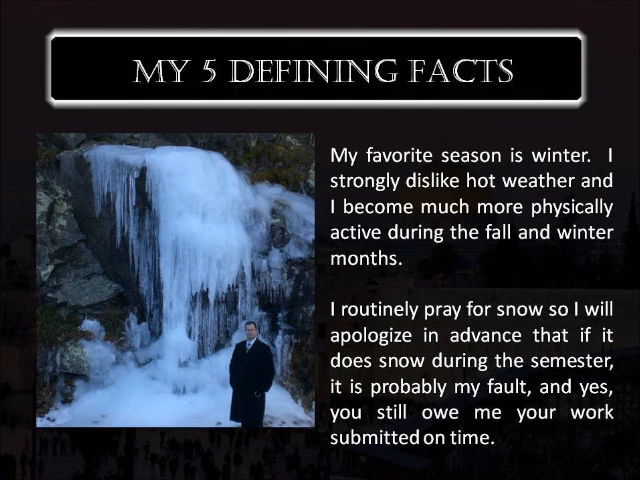 MY 5 DEFINING FACTS
My favorite season is winter. I
strongly dislike hot weather and
I become much more physically
active during the fall and winter
months.
I routinely pray for snow so I will
apologize in advance that if it
does snow during the semester,
it is probably my fault, and yes,
you still owe me your work
submitted on time.